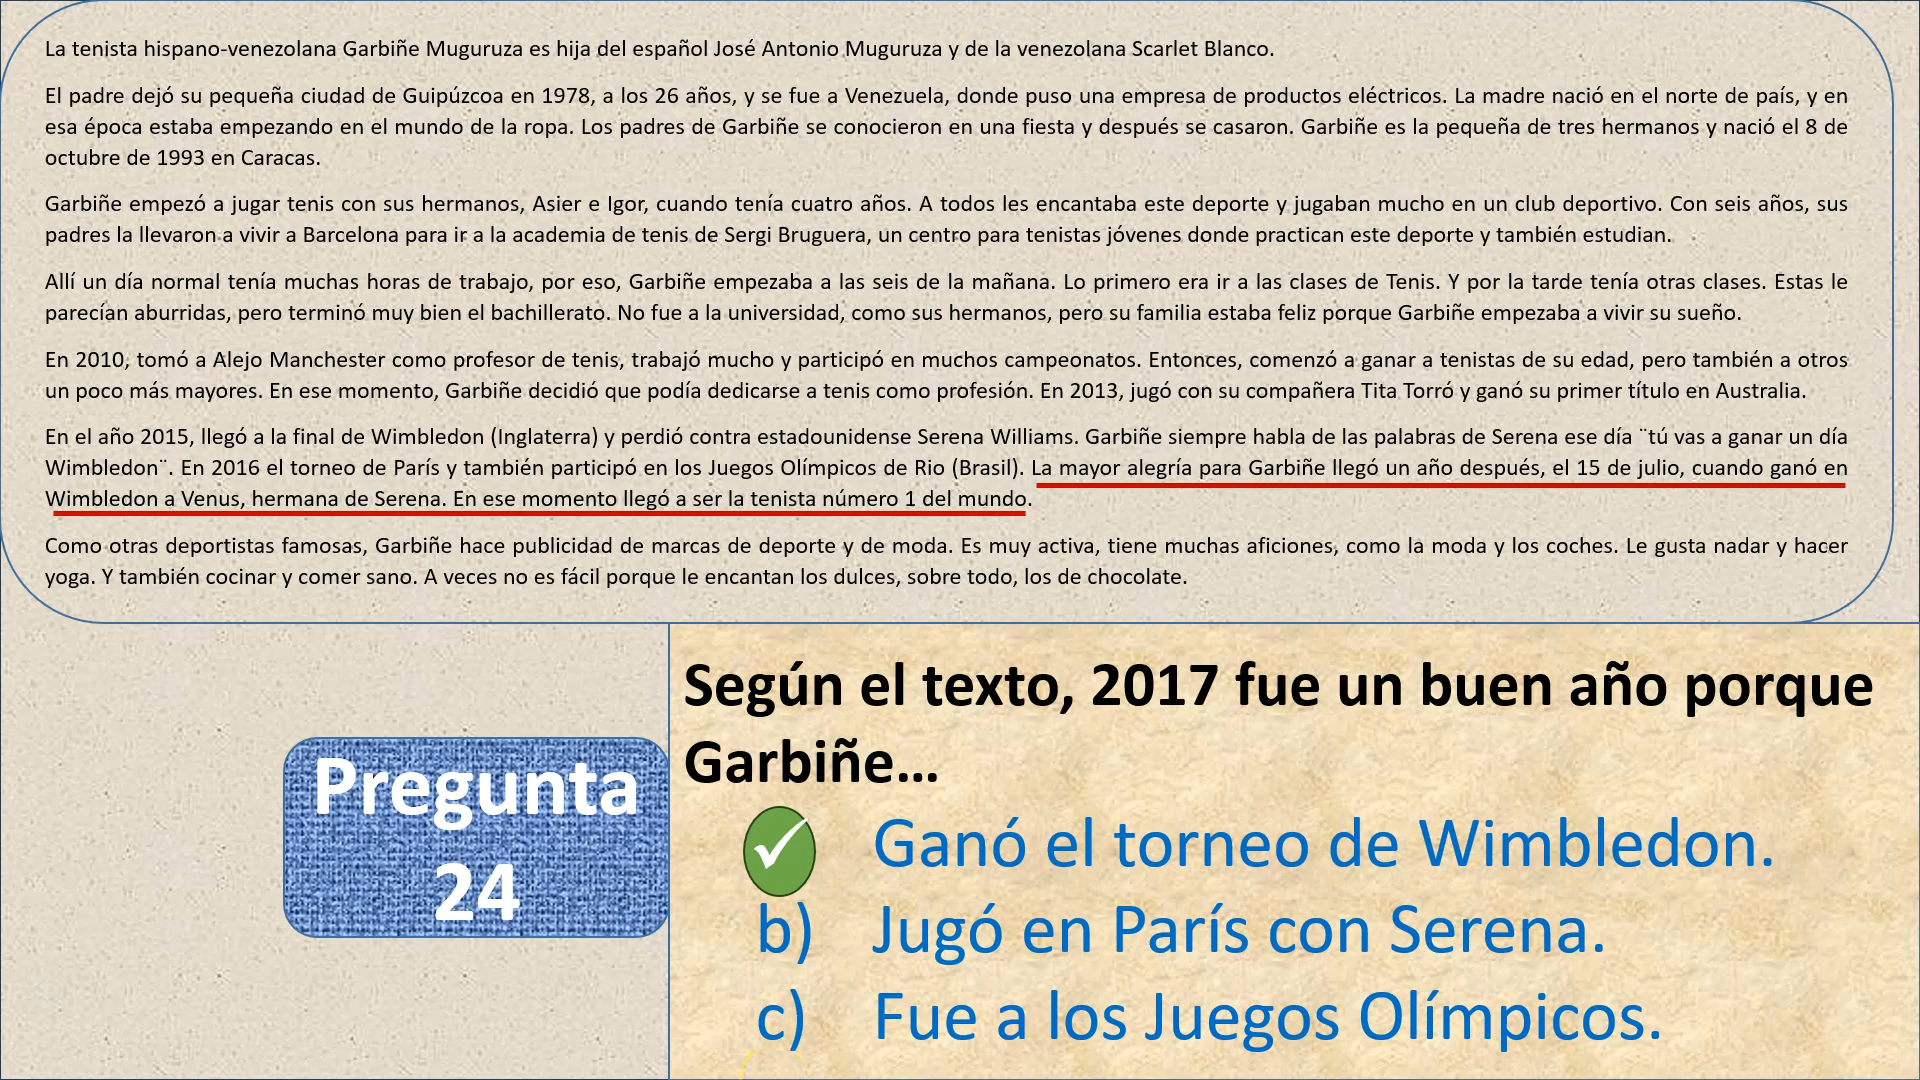 La tenista hispano-venezolana Garbiñe Muguruza es hija del español José Antonio Muguruza y de la venezolana Scarlet Blanco.
El padre dejó su pequeña ciudad de Guipúzcoa en 1978, a los 26 años, y se fue a Venezuela, donde puso una empresa de productos eléctricos. La madre nació en el norte de país, y en
esa época estaba empezando en el mundo de la ropa. Los padres de Garbiñe se conocieron en una fiesta y después se casaron. Garbiñe es la pequeña de tres hermanos y nació el 8 de
octubre de 1993 en Caracas.
Garbiñe empezó a jugar tenis con sus hermanos, Asier e Igor, cuando tenía cuatro años. A todos les encantaba este deporte y jugaban mucho en un club deportivo. Con seis años, sus
padres la llevaron a vivir a Barcelona para ir a la academia de tenis de Sergi Bruguera, un centro para tenistas jóvenes donde practican este deporte y también estudian.
Allí un día normal tenía muchas horas de trabajo, por eso, Garbiñe empezaba a las seis de la mañana. Lo primero era ir a las clases de Tenis. Y por la tarde tenía otras clases. Estas le
parecían aburridas, pero terminó muy bien el bachillerato. No fue a la universidad, como sus hermanos, pero su familia estaba feliz porque Garbiñe empezaba a vivir su sueño.
En 2010, tomó a Alejo Manchester como profesor de tenis, trabajó mucho y participó en muchos campeonatos. Entonces, comenzó a ganar a tenistas de su edad, pero también a otros
un poco más mayores. En ese momento, Garbiñe decidió que podía dedicarse a tenis como profesión. En 2013, jugó con su compañera Tita Torró y ganó su primer título en Australia.
En el año 2015, llegó a la final de Wimbledon (Inglaterra) y perdió contra estadounidense Serena Williams. Garbiñe siempre habla de las palabras de Serena ese día ¨tú vas a ganar un día
Wimbledon¨. En 2016 el torneo de París y también participó en los Juegos Olímpicos de Rio (Brasil). La mayor alegría para Garbiñe llegó un año después, el 15 de julio, cuando ganó en
Wimbledon a Venus, hermana de Serena. En ese momento llegó a ser la tenista número 1 del mundo.
Como otras deportistas famosas, Garbiñe hace publicidad de marcas de deporte y de moda. Es muy activa, tiene muchas aficiones, como la moda y los coches. Le gusta nadar y hacer
yoga. Y también cocinar y comer sano. A veces no es fácil porque le encantan los dulces, sobre todo, los de chocolate.
Pregunta
24
Según el texto, 2017 fue un buen año porque
Garbiñe…
Ganó el torneo de Wimbledon.
b) Jugó en París con Serena.
c) Fue a los Juegos Olímpicos.